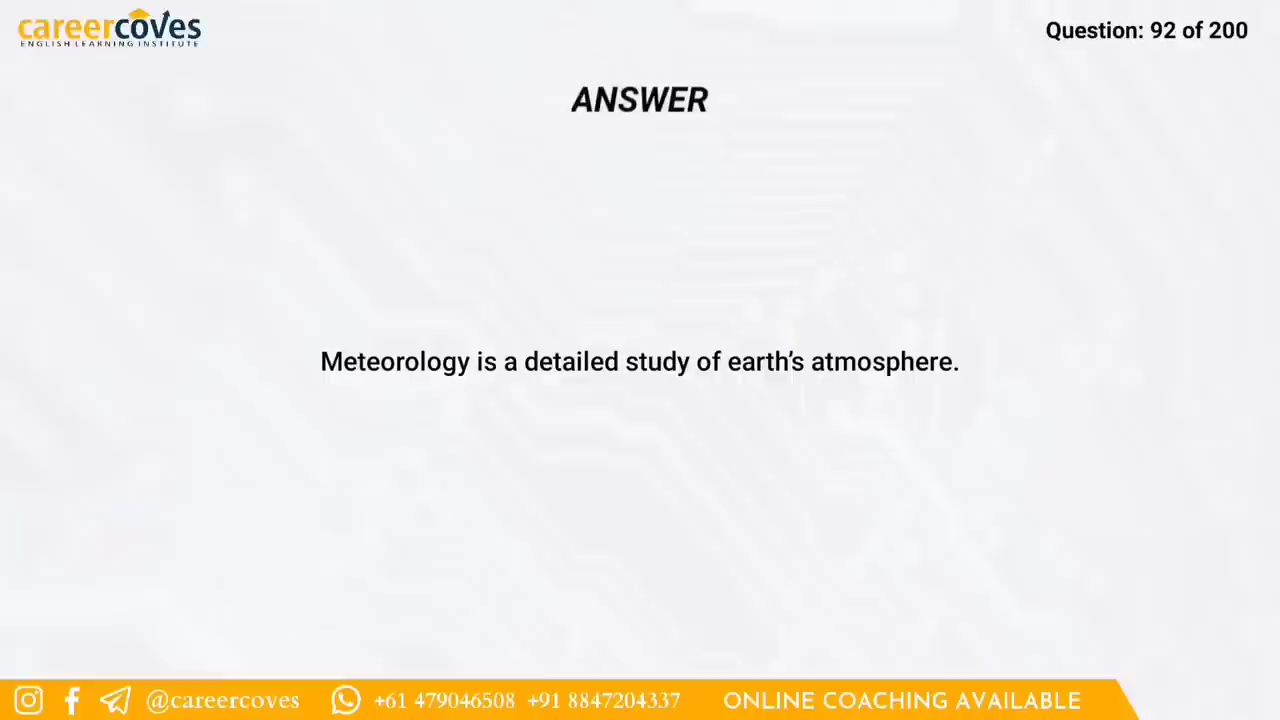 careercoves
ENGLISH LEARNING INSTITUTE
Question: 92 of 200
ANSWER
Meteorology is a detailed study of earth’s atmosphere.
@careercoves +61 479046508 +91 8847204337 ONLINE COACHING AVAILABLE